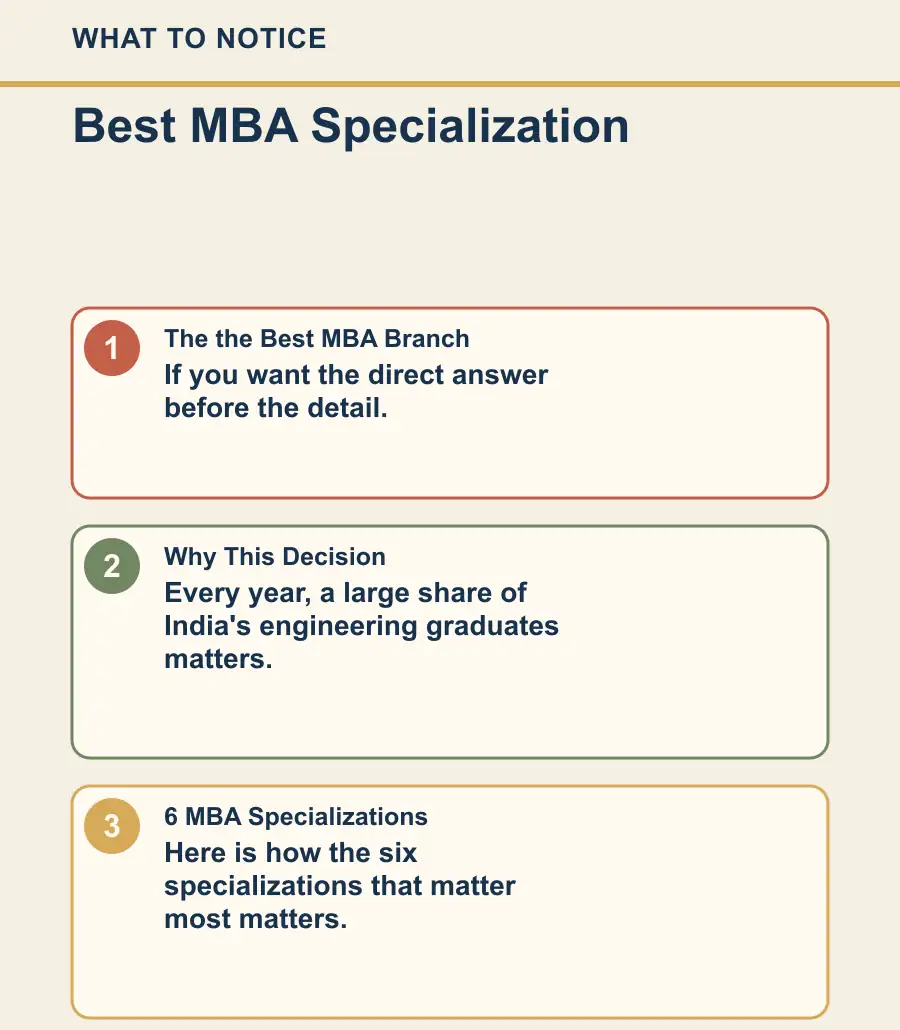 WHAT TO NOTICE
Best MBA Specialization
1
The the Best MBA Branch
If you want the direct answer
before the detail.
2
Why This Decision
Every year, a large share of
India's engineering graduates
matters.
3
6 MBA Specializations
Here is how the six
specializations that matter
most matters.